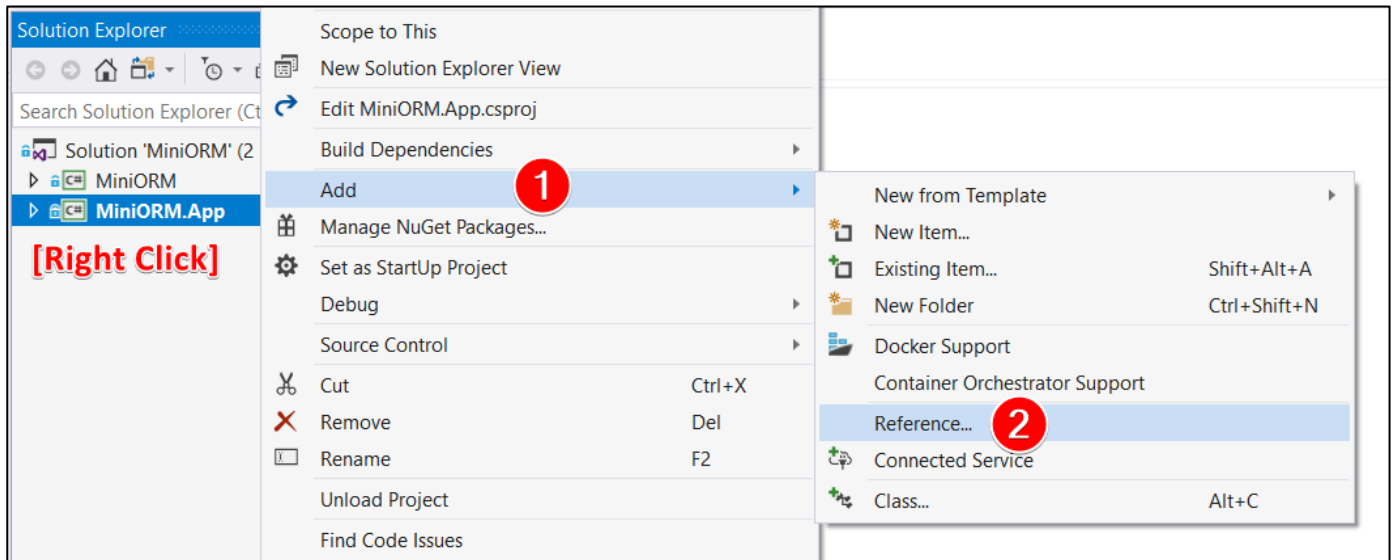 Solution Explorer
Search Solution Explorer (Ct
Solution 'MiniORM' (2
C# MiniORM
C# MiniORM.App
[Right Click]
Scope to This
New Solution Explorer View
Edit MiniORM.App.csproj
Build Dependencies
Add 1
Manage NuGet Packages...
Set as StartUp Project
Debug
Source Control
Cut Ctrl+X
Remove Del
Rename F2
Unload Project
Find Code Issues
New from Template
New Item...
Existing Item... Shift+Alt+A
New Folder Ctrl+Shift+N
Docker Support
Container Orchestrator Support
Reference... 2
Connected Service
Class... Alt+C